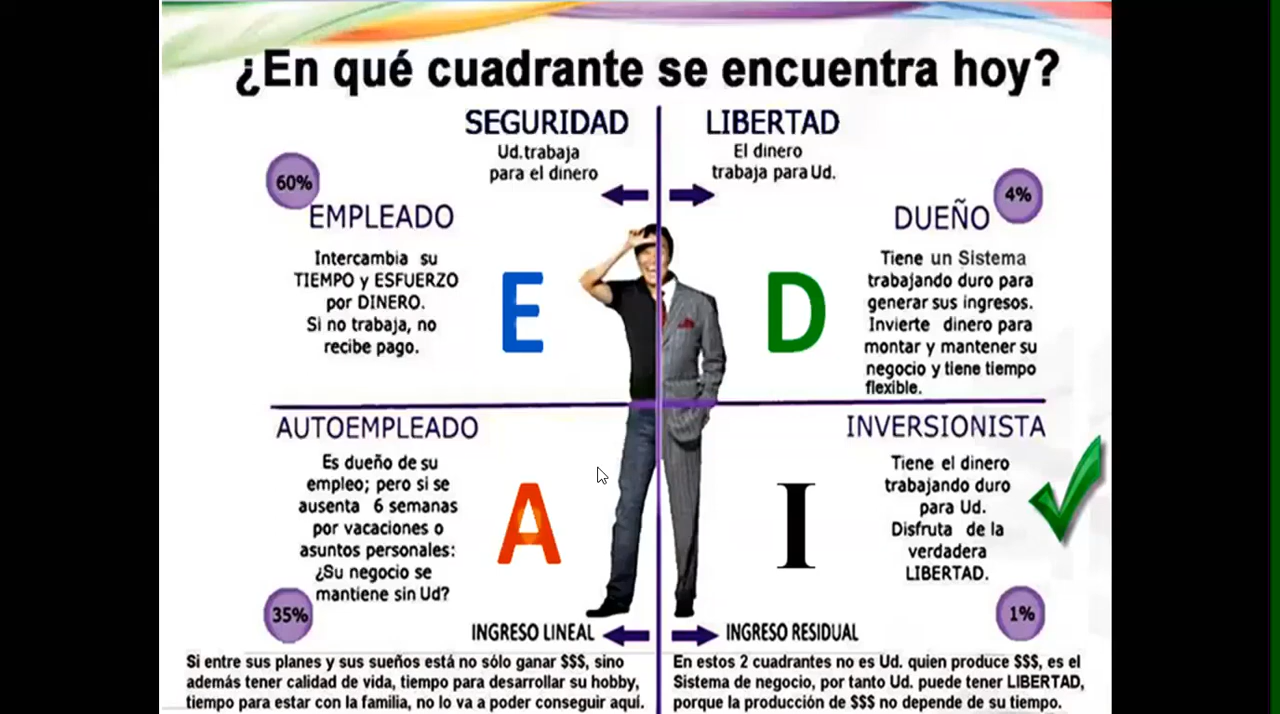 ¿En qué cuadrante se encuentra hoy?
SEGURIDAD
Ud.trabaja
para el dinero
LIBERTAD
El dinero
trabaja para Ud.
60%
EMPLEADO
Intercambia su
TIEMPO y ESFUERZO
por DINERO.
Si no trabaja, no
recibe pago.
E
4%
DUEÑO
Tiene un Sistema
trabajando duro para
generar sus ingresos.
Invierte dinero para
montar y mantener su
negocio y tiene tiempo
flexible.
D
AUTOEMPLEADO
Es dueño de su
empleo; pero si se
ausenta 6 semanas
por vacaciones o
asuntos personales:
¿Su negocio se
mantiene sin Ud?
35%
A
INVERSIONISTA
Tiene el dinero
trabajando duro
para Ud.
Disfruta de la
verdadera
LIBERTAD.
1%
I
INGRESO LINEAL
INGRESO RESIDUAL
Si entre sus planes y sus sueños está no sólo ganar $$$, sino
además tener calidad de vida, tiempo para desarrollar su hobby,
tiempo para estar con la familia, no lo va a poder conseguir aquí.
En estos 2 cuadrantes no es Ud. quien produce $$$, es el
Sistema de negocio, por tanto Ud. puede tener LIBERTAD,
porque la producción de $$$ no depende de su tiempo.